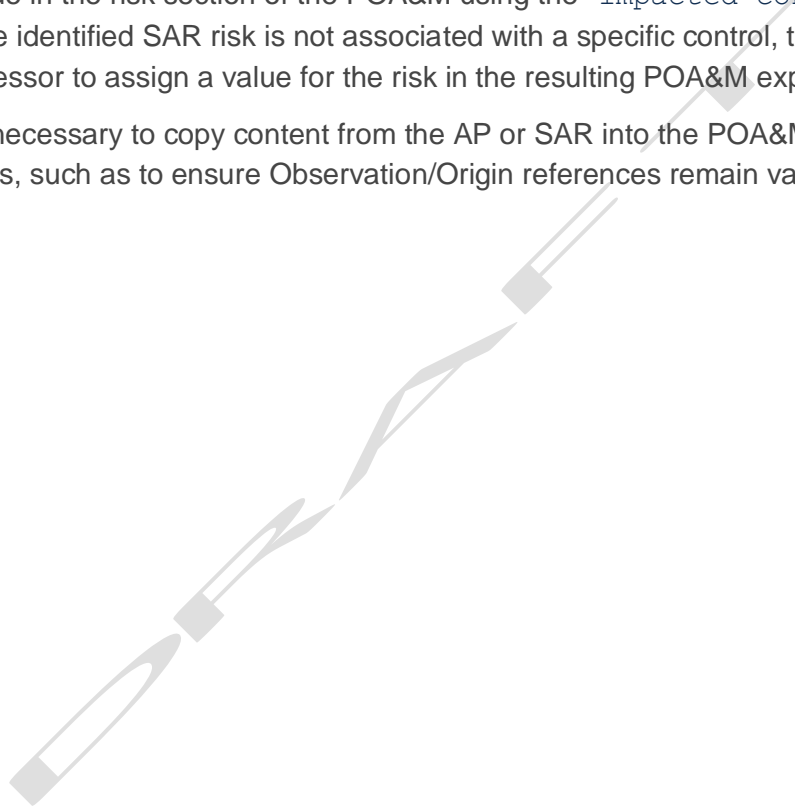 in the risk section of the POA&M using the
e identified SAR risk is not associated with a specific control, t
essor to assign a value for the risk in the resulting POA&M exp
necessary to copy content from the AP or SAR into the POA&M
s, such as to ensure Observation/Origin references remain va